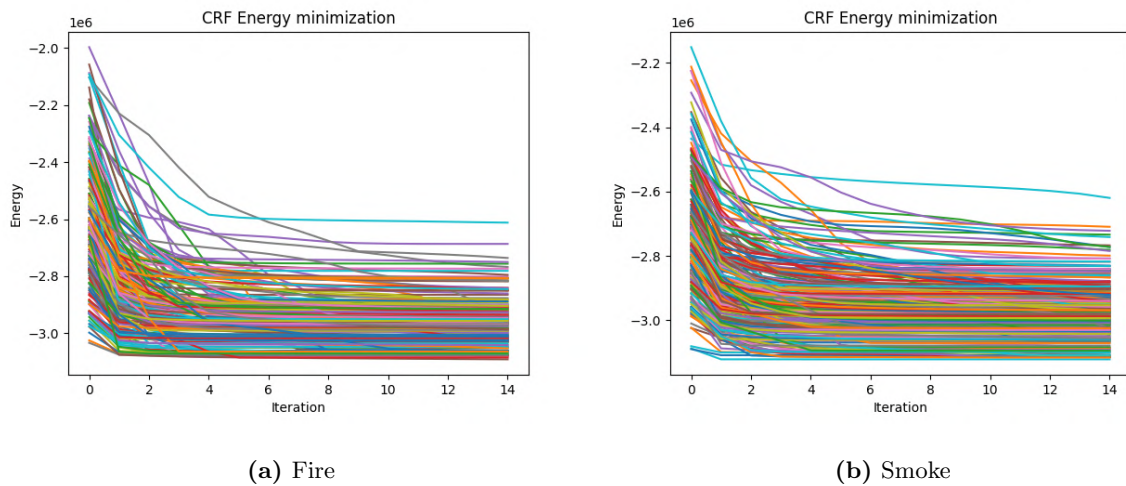 CRF Energy minimization
1e6
−2.0
−2.2
−2.4
−2.6
−2.8
−3.0
Energy
0 2 4 6 8 10 12 14
Iteration
(a) Fire
CRF Energy minimization
1e6
−2.2
−2.4
−2.6
−2.8
−3.0
Energy
0 2 4 6 8 10 12 14
Iteration
(b) Smoke